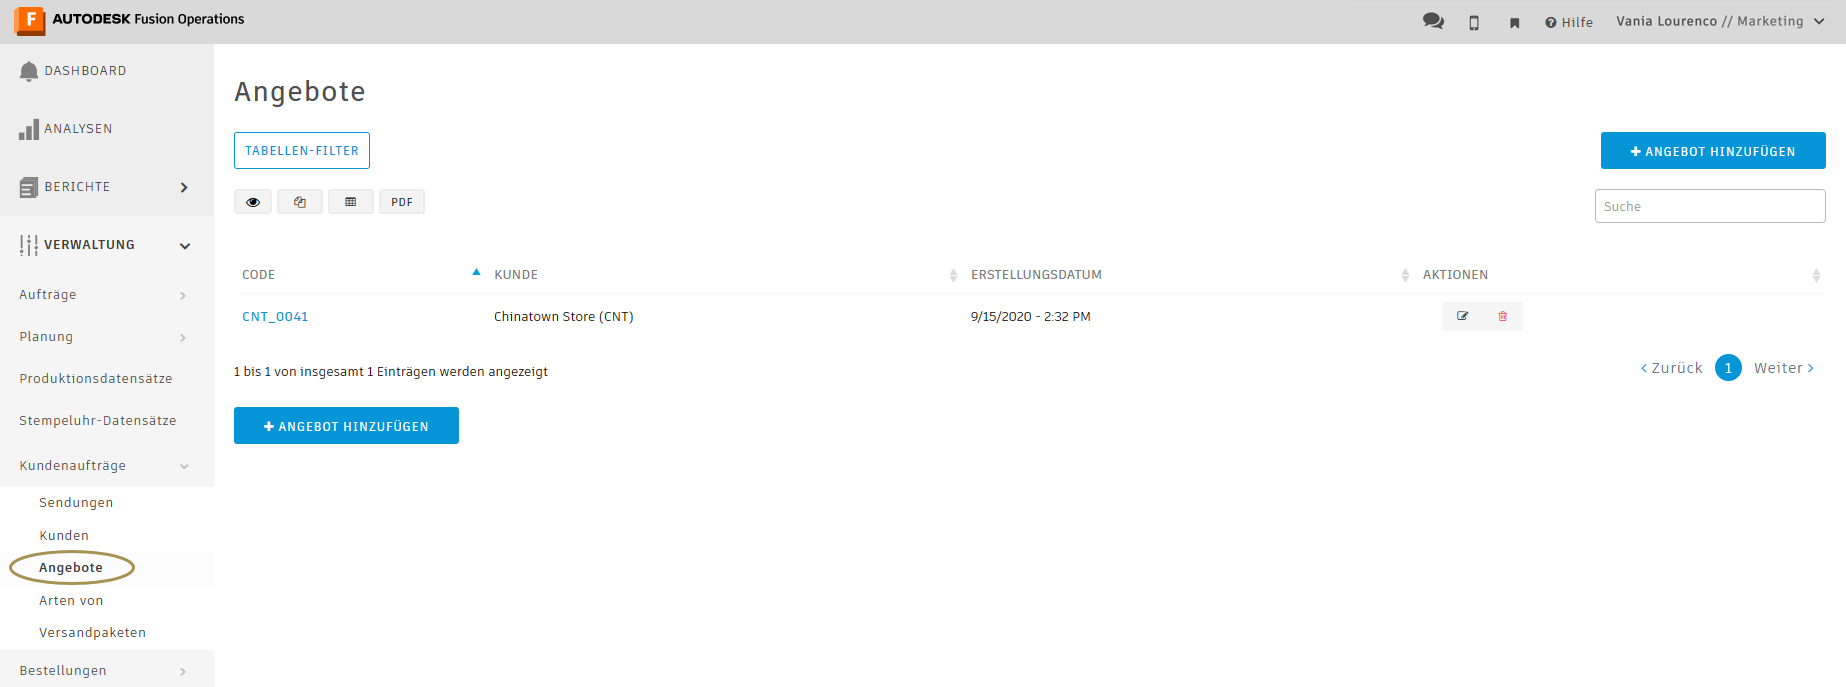 F AUTODESK Fusion Operations
Hilfe
Vania Lourenco // Marketing
DASHBOARD
ANALYSEN
BERICHTE
VERWALTUNG
Aufträge
Planung
Produktionsdatensätze
Stempeluhr-Datensätze
Kundenaufträge
Sendungen
Kunden
Angebote
Arten von
Versandpaketen
Bestellungen
Angebote
TABELLEN-FILTER
ANGEBOT HINZUFÜGEN
PDF
Suche
CODE KUNDE ERSTELLUNGSDATUM AKTIONEN
CNT_0041 Chinatown Store (CNT) 9/15/2020 - 2:32 PM
1 bis 1 von insgesamt 1 Einträgen werden angezeigt
Zurück 1 Weiter
ANGEBOT HINZUFÜGEN